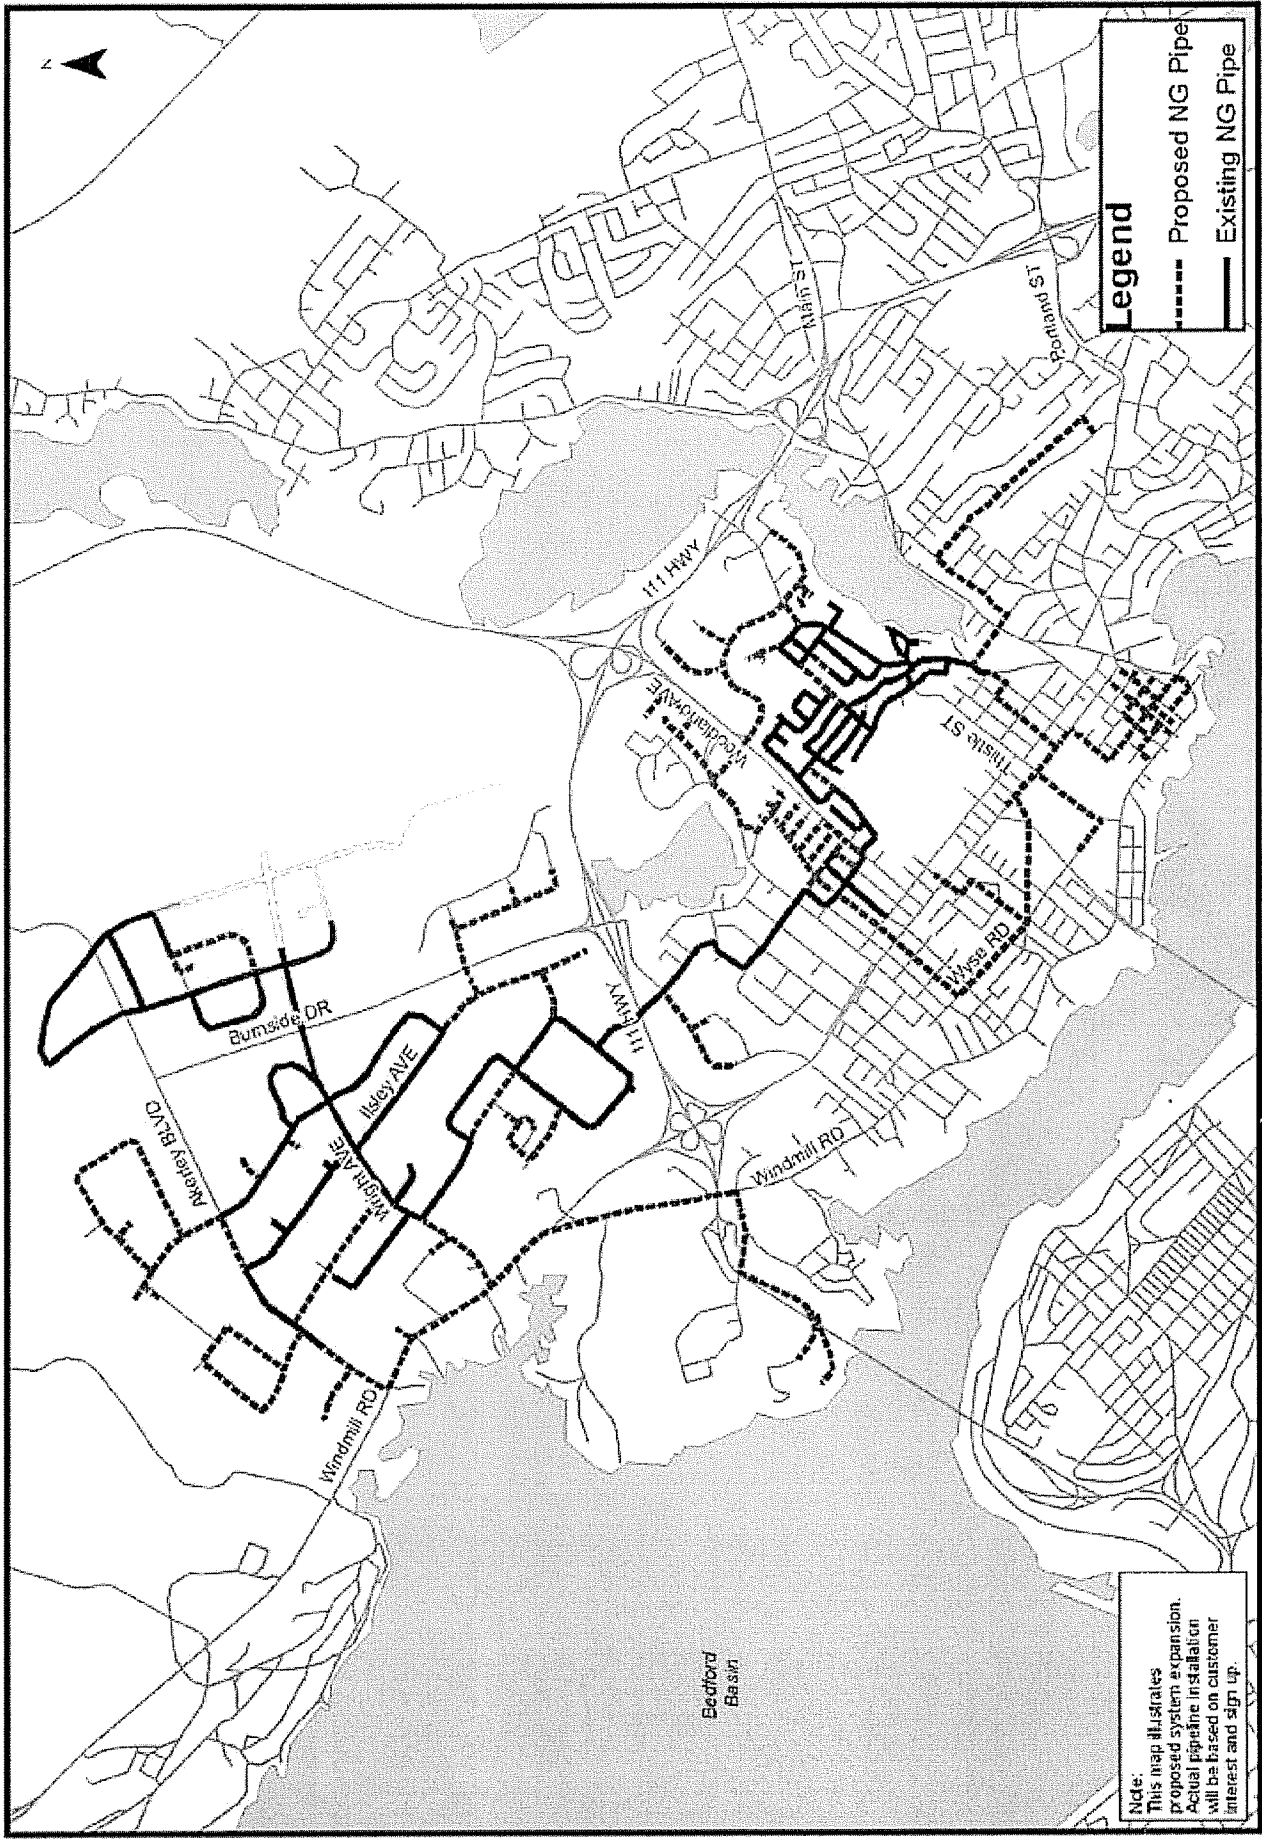 N
Akerley BLVD
Burnside DR
Ilsley AVE
Wright AVE
Windmill RD
111 HWY
Windmill RD
Wyse RD
Woodland AVE
111 HWY
Thistle ST
Main ST
Portland ST
Bedford
Basin
Note:
This map illustrates
proposed system expansion.
Actual pipeline installation
will be based on customer
interest and sign up.
Legend
Proposed NG Pipe
Existing NG Pipe